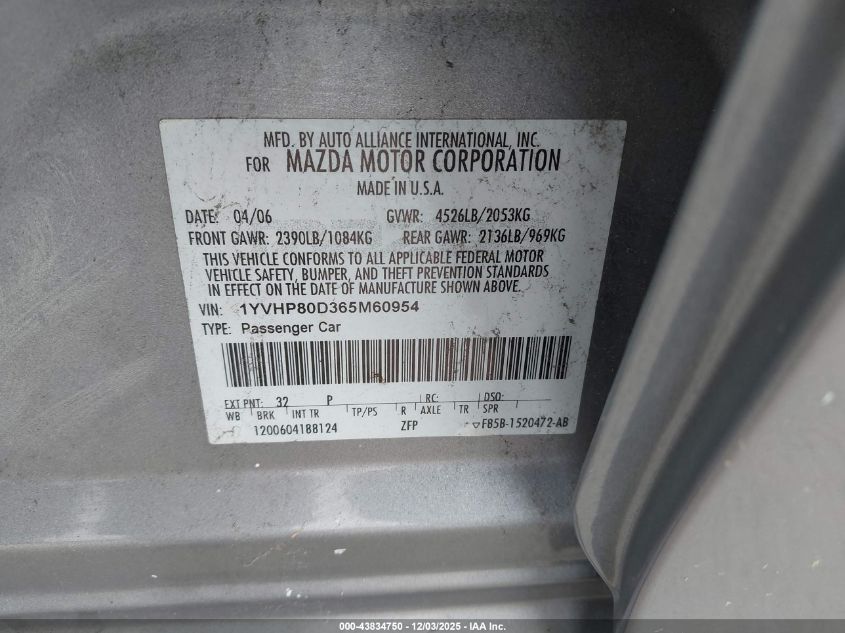 MFD. BY AUTO ALLIANCE INTERNATIONAL, INC.
FOR MAZDA MOTOR CORPORATION
MADE IN U.S.A.
DATE: 04/06 GVWR: 4526LB/2053KG
FRONT GAWR: 2390LB/1084KG REAR GAWR: 2136LB/969KG
THIS VEHICLE CONFORMS TO ALL APPLICABLE FEDERAL MOTOR
VEHICLE SAFETY, BUMPER, AND THEFT PREVENTION STANDARDS
IN EFFECT ON THE DATE OF MANUFACTURE SHOWN ABOVE.
VIN: 1YVHP80D365M60954
TYPE: Passenger Car
EXT PNT: 32 P RC: DSO:
WB BRK INT TR TP/PS R AXLE TR SPR
1200604188124 ZFP ▽FB5B-1520472-AB
000-43834750 - 12/03/2025 - IAA Inc.